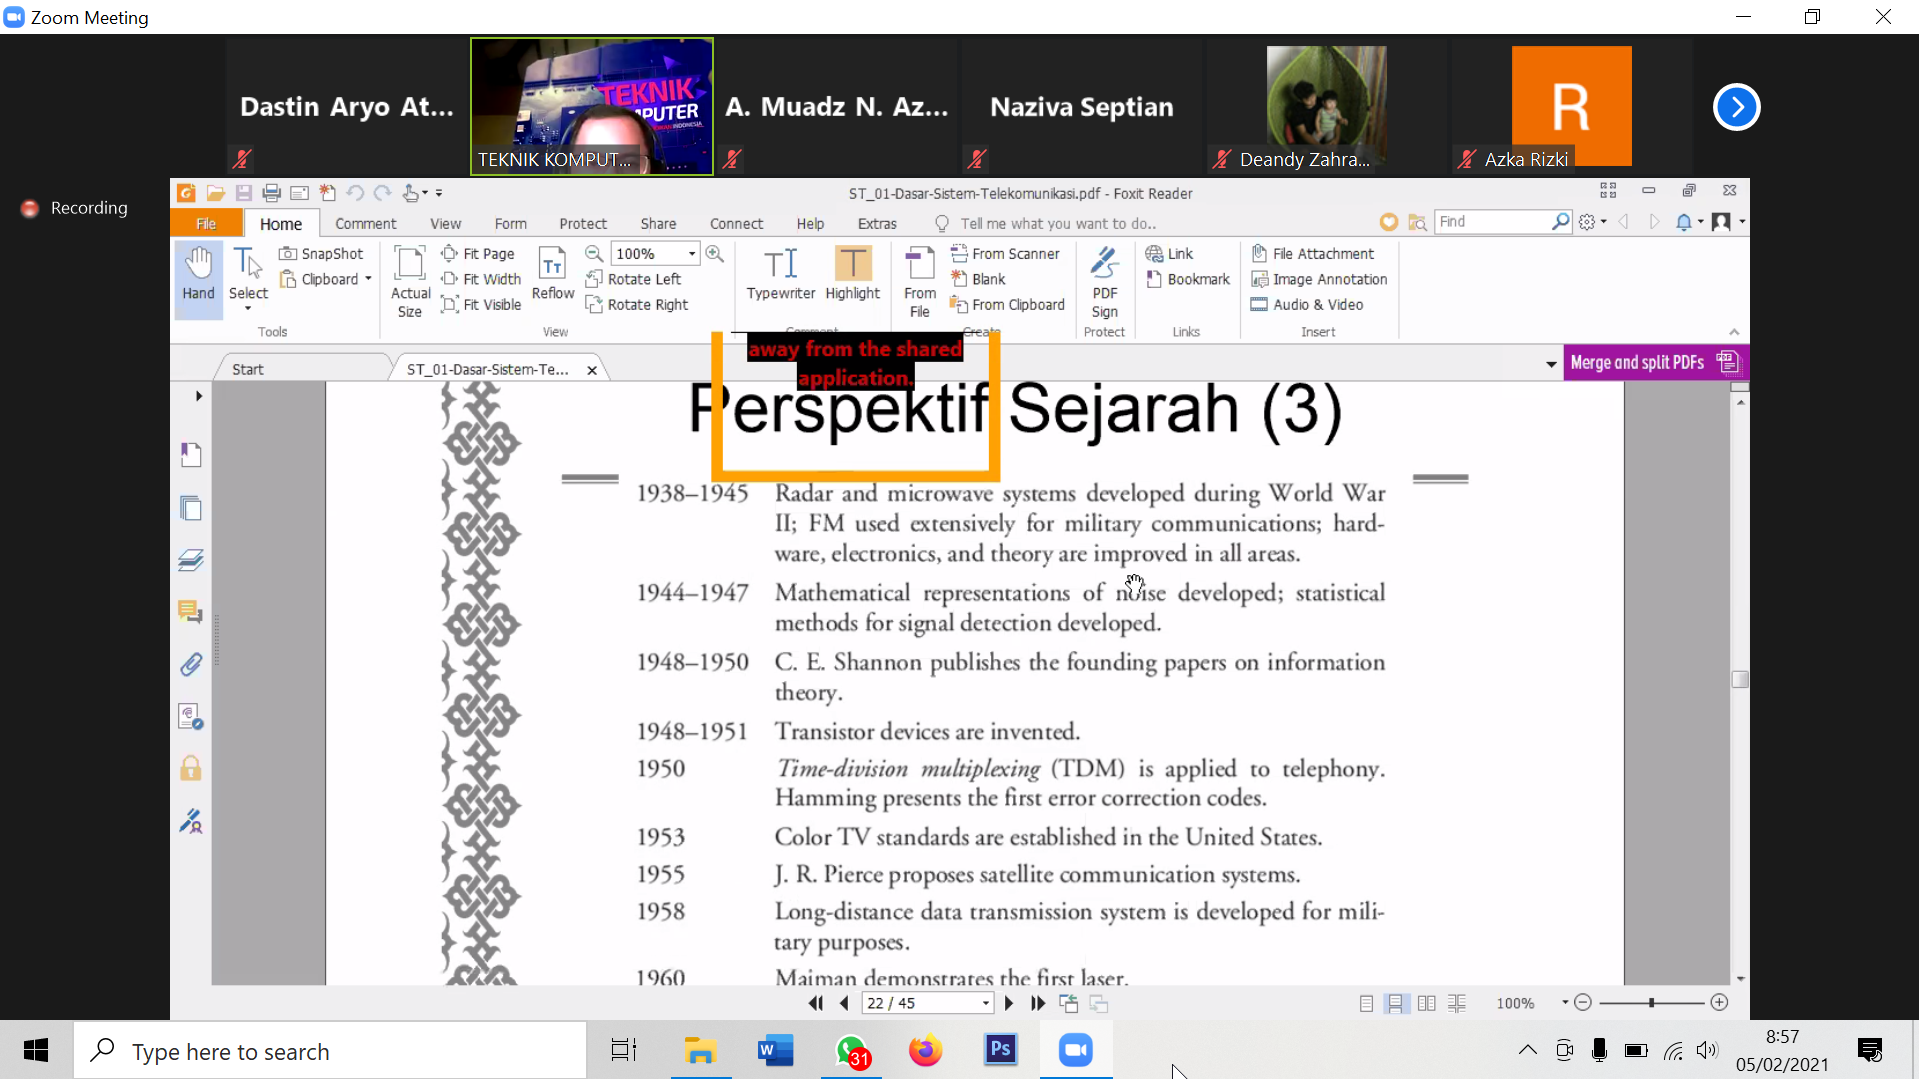 Zoom Meeting
Dastin Aryo At...
TEKNIK
PUTER
INDONESIA
TEKNIK KOMPUT...
A. Muadz N. Az...
Naziva Septian
Deandy Zahra...
R
Azka Rizki
Recording
ST_01-Dasar-Sistem-Telekomunikasi.pdf - Foxit Reader
File Home Comment View Form Protect Share Connect Help Extras Tell me what you want to do.. Find
Hand
Select
SnapShot
Clipboard
Tools
Actual
Size
Fit Page
Fit Width
Fit Visible
Reflow
100%
Rotate Left
Rotate Right
View
Typewriter
Highlight
Comment
From
File
From Scanner
Blank
From Clipboard
Create
PDF
Sign
Protect
Link
Bookmark
Links
File Attachment
Image Annotation
Audio & Video
Insert
away from the shared
application.
Start
ST_01-Dasar-Sistem-Te...
Merge and split PDFs
Perspektif Sejarah (3)
1938–1945 Radar and microwave systems developed during World War
II; FM used extensively for military communications; hard-
ware, electronics, and theory are improved in all areas.
1944–1947 Mathematical representations of noise developed; statistical
methods for signal detection developed.
1948–1950 C. E. Shannon publishes the founding papers on information
theory.
1948–1951 Transistor devices are invented.
1950 Time-division multiplexing (TDM) is applied to telephony.
Hamming presents the first error correction codes.
1953 Color TV standards are established in the United States.
1955 J. R. Pierce proposes satellite communication systems.
1958 Long-distance data transmission system is developed for mili-
tary purposes.
1960 Maiman demonstrates the first laser.
22 / 45
100%
Type here to search
W
31
Ps
8:57
05/02/2021